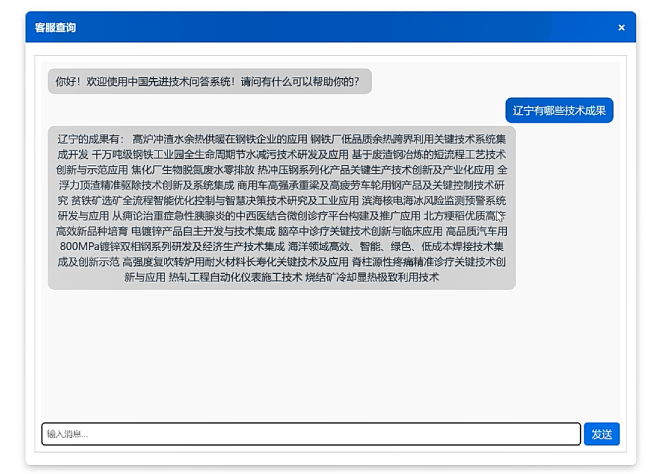 客服查询
×
你好！欢迎使用中国先进技术问答系统！请问有什么可以帮助你的？
辽宁有哪些技术成果
辽宁的成果有： 高炉冲渣水余热供暖在钢铁企业的应用 钢铁厂低品质余热跨界利用关键技术系统集
成开发 千万吨级钢铁工业园全生命周期节水减污技术研发及应用 基于废渣钢冶炼的短流程工艺技术
创新与示范应用 焦化厂生物脱氮废水零排放 热冲压钢系列化产品关键生产技术创新及产业化应用 全
浮力顶渣精准驱除技术创新及系统集成 商用车高强承重梁及高疲劳车轮用钢产品及关键控制技术研
究 贫铁矿选矿全流程智能优化控制与智慧决策技术研究及工业应用 滨海核电海冰风险监测预警系统
研发与应用 从痈论治重症急性胰腺炎的中西医结合微创诊疗平台构建及推广应用 北方粳稻优质高产
高效新品种培育 电镀锌产品自主开发与技术集成 脑卒中诊疗关键技术创新与临床应用 高品质汽车用
800MPa镀锌双相钢系列研发及经济生产技术集成 海洋领域高效、智能、绿色、低成本焊接技术集
成及创新示范 高强度复吹转炉用耐火材料长寿化关键技术及应用 脊柱源性疼痛精准诊疗关键技术创
新与应用 热轧工程自动化仪表施工技术 烧结矿冷却显热极致利用技术
输入消息...
发送